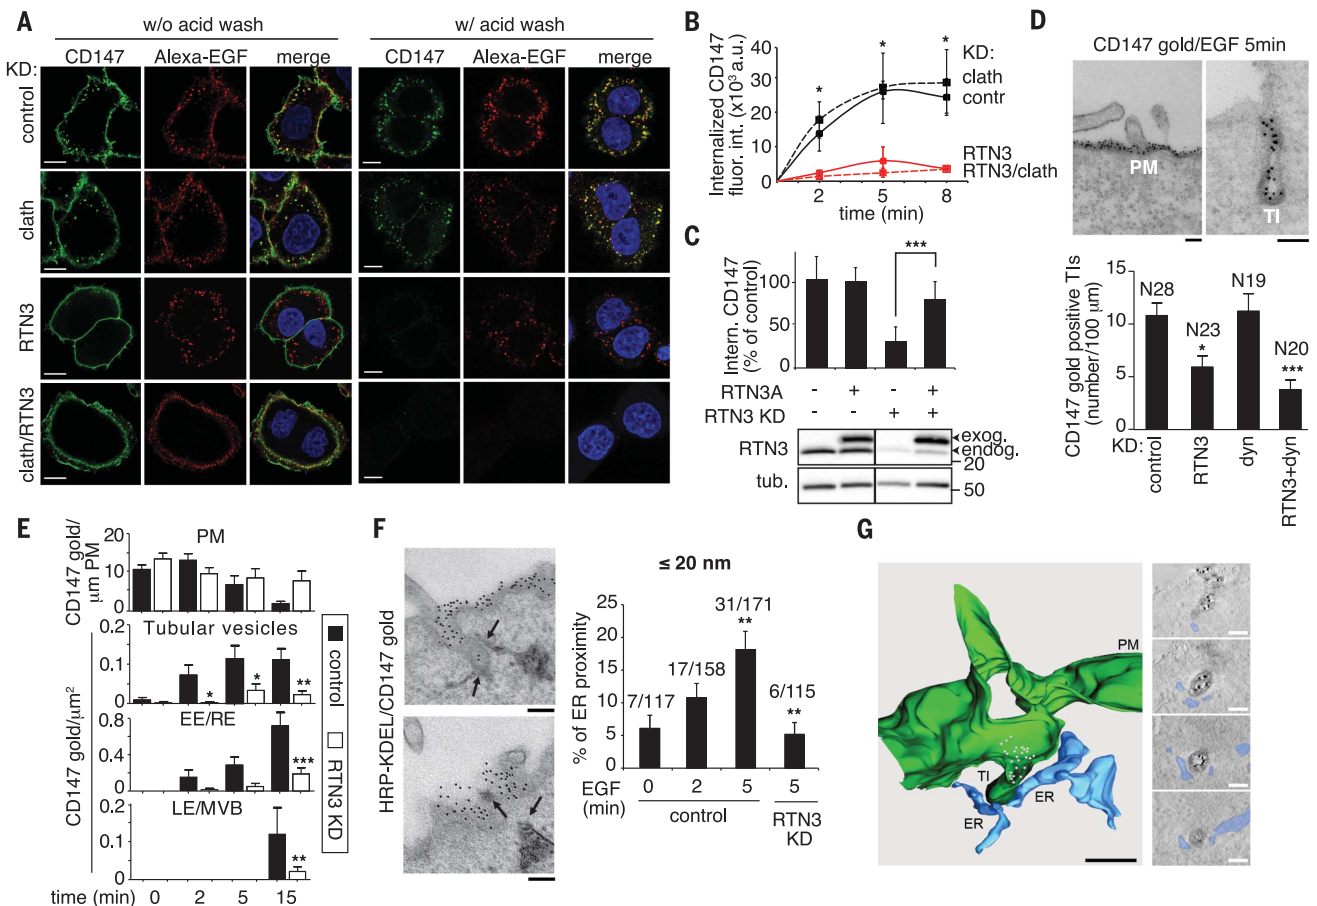 A
w/o acid wash
w/ acid wash
CD147 Alexa-EGF merge CD147 Alexa-EGF merge
KD:
control
clath
RTN3
clath/RTN3
B
Internalized CD147
fluor. int. (x10³ a.u.)
40
30
20
10
0
* * *
KD:
clath
contr
RTN3
RTN3/clath
2 5 8
time (min)
C
Intern. CD147
(% of control)
100
50
0
***
RTN3A - + - +
RTN3 KD - - + +
RTN3
exog.
endog.
20
tub.
50
D
CD147 gold/EGF 5min
PM
TI
CD147 gold positive TIs
(number/100 µm)
15
10
5
0
N28
N23
*
N19
N20
***
KD:
control
RTN3
dyn
RTN3+dyn
E
CD147 gold/
µm PM
20
10
0
PM
CD147 gold/µm²
0.2
0.1
0
Tubular vesicles
* * **
0.8
0.4
0
EE/RE
***
0.2
0.1
0
LE/MVB
**
time (min) 0 2 5 15
control
RTN3 KD
F
HRP-KDEL/CD147 gold
≤ 20 nm
% of ER proximity
25
20
15
10
5
0
7/117
17/158
31/171
**
6/115
**
EGF 0 2 5 5
(min)
control
RTN3
KD
G
PM
TI
ER
ER